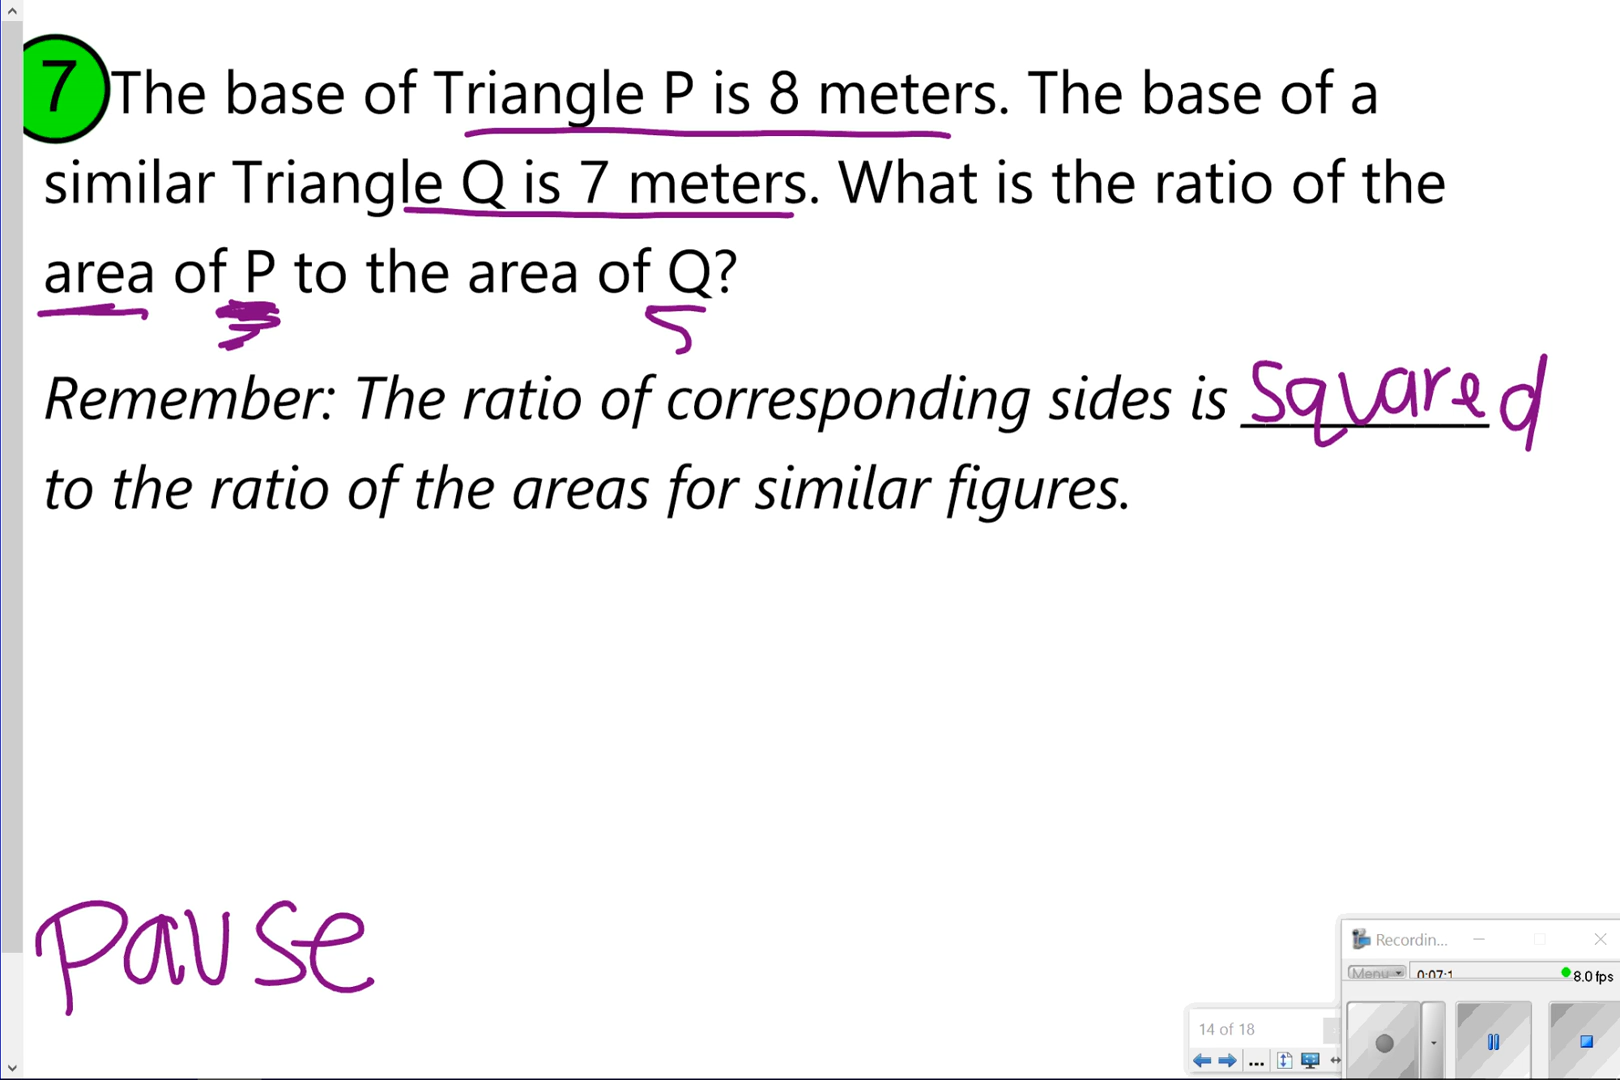 7 The base of Triangle P is 8 meters. The base of a
similar Triangle Q is 7 meters. What is the ratio of the
area of P to the area of Q?
Remember: The ratio of corresponding sides is squared
to the ratio of the areas for similar figures.
pause
Recordin...
Menu 0:07:1 8.0 fps
14 of 18